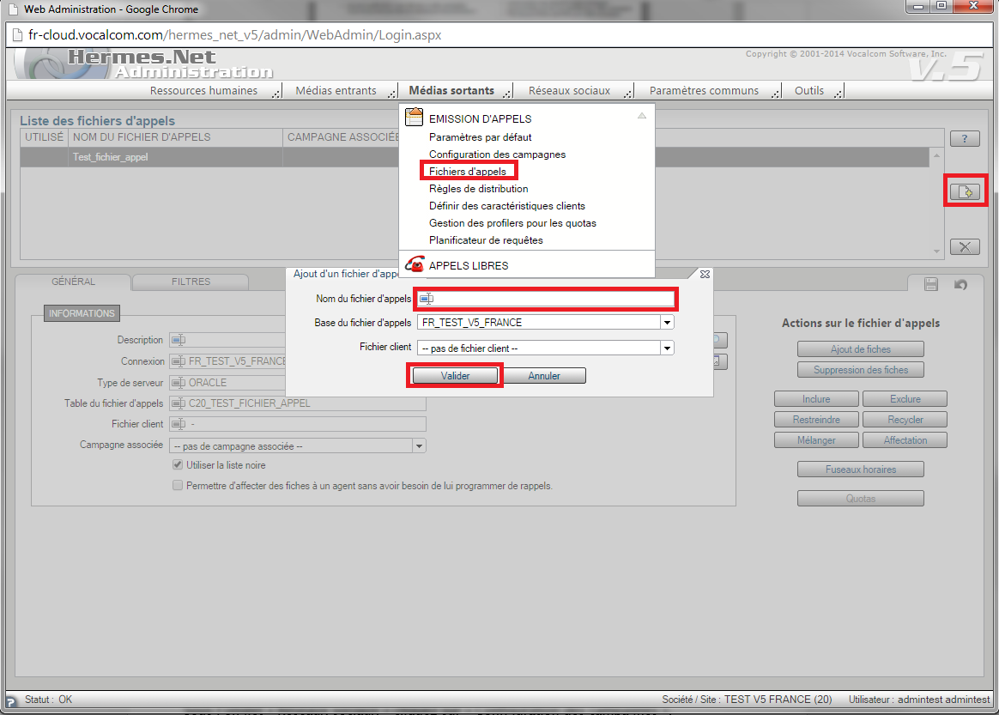 Web Administration - Google Chrome
fr-cloud.vocalcom.com/hermes_net_v5/admin/WebAdmin/Login.aspx
Hermes.Net
Administration
Copyright © 2001-2014 Vocalcom Software, Inc.
v.5
Ressources humaines Médias entrants Médias sortants Réseaux sociaux Paramètres communs Outils
Liste des fichiers d'appels
UTILISÉ NOM DU FICHIER D'APPELS CAMPAGNE ASSOCIÉE
Test_fichier_appel
?
EMISSION D'APPELS
Paramètres par défaut
Configuration des campagnes
Fichiers d'appels
Règles de distribution
Définir des caractéristiques clients
Gestion des profilers pour les quotas
Planificateur de requêtes
APPELS LIBRES
GÉNÉRAL FILTRES
Ajout d'un fichier d'appe
Nom du fichier d'appels
Base du fichier d'appels FR_TEST_V5_FRANCE
Fichier client -- pas de fichier client --
Valider Annuler
INFORMATIONS
Description
Connexion FR_TEST_V5_FRANCE
Type de serveur ORACLE
Table du fichier d'appels C20_TEST_FICHIER_APPEL
Fichier client -
Campagne associée -- pas de campagne associée --
Utiliser la liste noire
Permettre d'affecter des fiches à un agent sans avoir besoin de lui programmer de rappels.
Actions sur le fichier d'appels
Ajout de fiches
Suppression des fiches
Inclure Exclure
Restreindre Recycler
Mélanger Affectation
Fuseaux horaires
Quotas
? Statut : OK
Société / Site : TEST V5 FRANCE (20) Utilisateur : admintest admintest